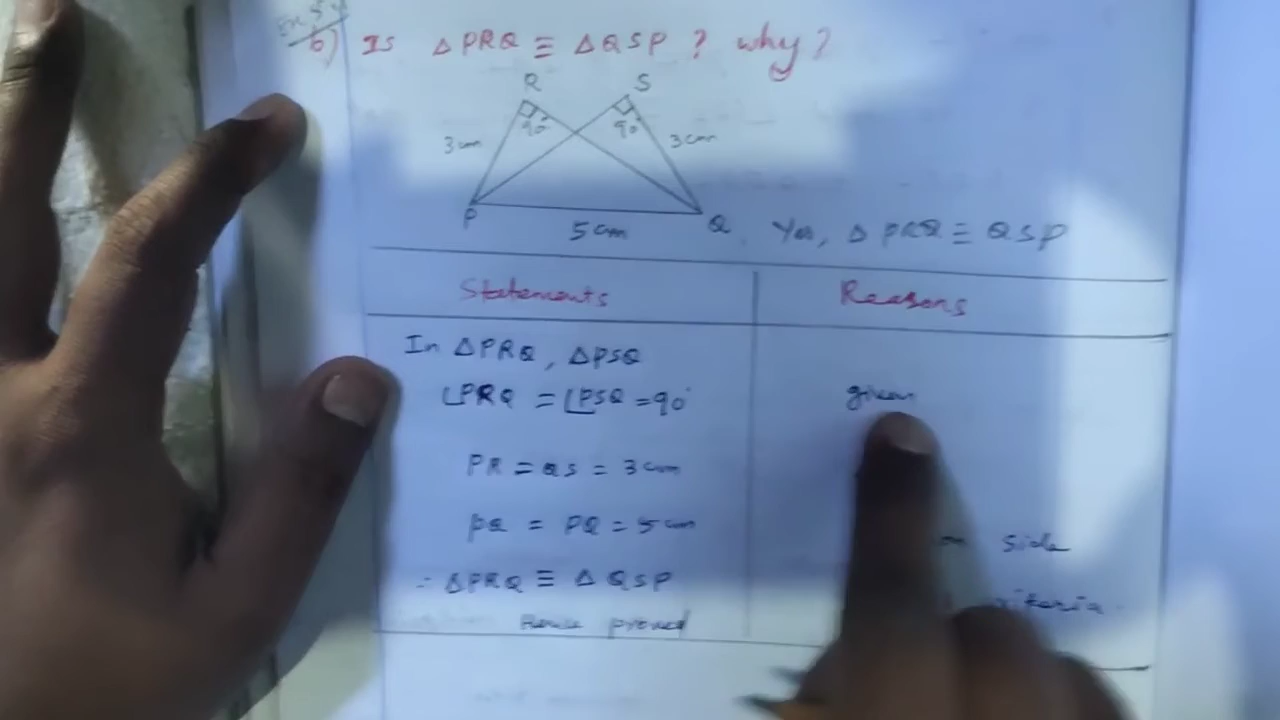 b) Is △PRQ ≡ △QSP ? why?
R S
90° 90°
3cm 3cm
P Q
5cm
Yes, △PRQ ≡ QSP
Statements Reasons
In △PRQ, △PSQ
∟PRQ = ∟PSQ = 90° given
PR = QS = 3cm
PQ = PQ = 5cm side
∴ △PRQ ≡ △QSP
Hence proved